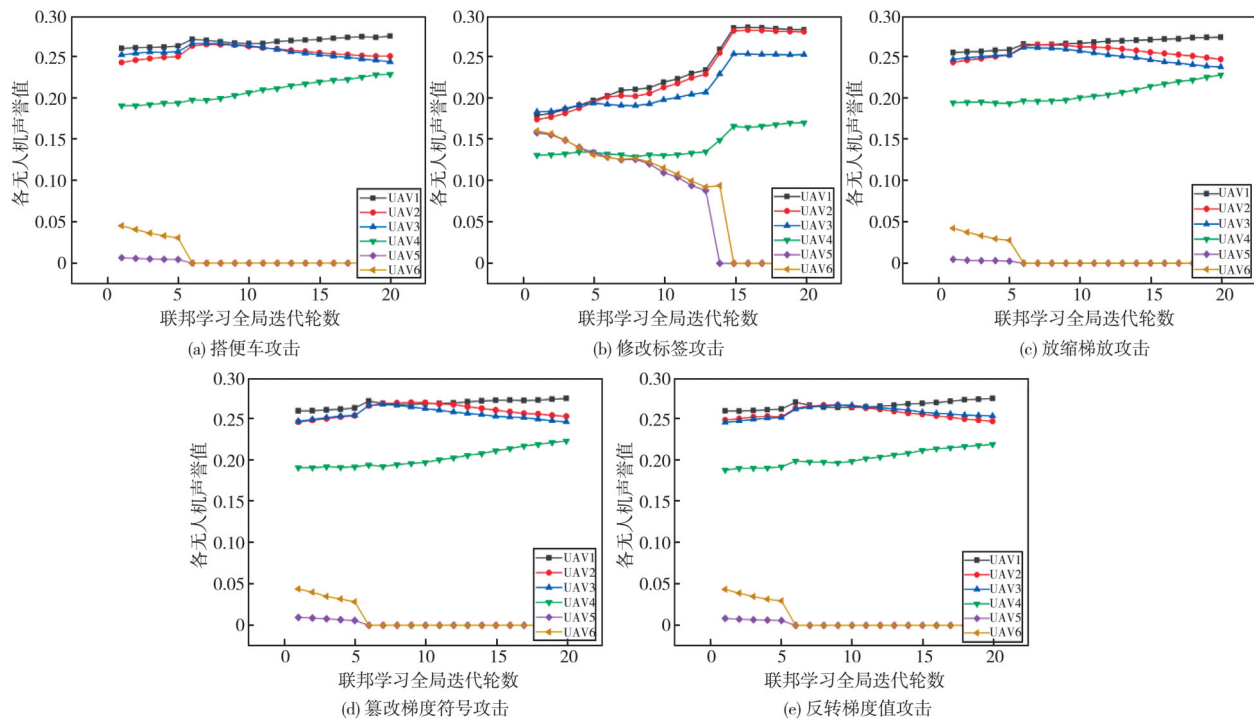 0.30
0.25
0.20
0.15
0.10
0.05
0
各无人机声誉值
UAV1
UAV2
UAV3
UAV4
UAV5
UAV6
0 5 10 15 20
联邦学习全局迭代轮数
(a) 搭便车攻击
0.30
0.25
0.20
0.15
0.10
0.05
0
各无人机声誉值
UAV1
UAV2
UAV3
UAV4
UAV5
UAV6
0 5 10 15 20
联邦学习全局迭代轮数
(b) 修改标签攻击
0.30
0.25
0.20
0.15
0.10
0.05
0
各无人机声誉值
UAV1
UAV2
UAV3
UAV4
UAV5
UAV6
0 5 10 15 20
联邦学习全局迭代轮数
(c) 放缩梯放攻击
0.30
0.25
0.20
0.15
0.10
0.05
0
各无人机声誉值
UAV1
UAV2
UAV3
UAV4
UAV5
UAV6
0 5 10 15 20
联邦学习全局迭代轮数
(d) 篡改梯度符号攻击
0.30
0.25
0.20
0.15
0.10
0.05
0
各无人机声誉值
UAV1
UAV2
UAV3
UAV4
UAV5
UAV6
0 5 10 15 20
联邦学习全局迭代轮数
(e) 反转梯度值攻击